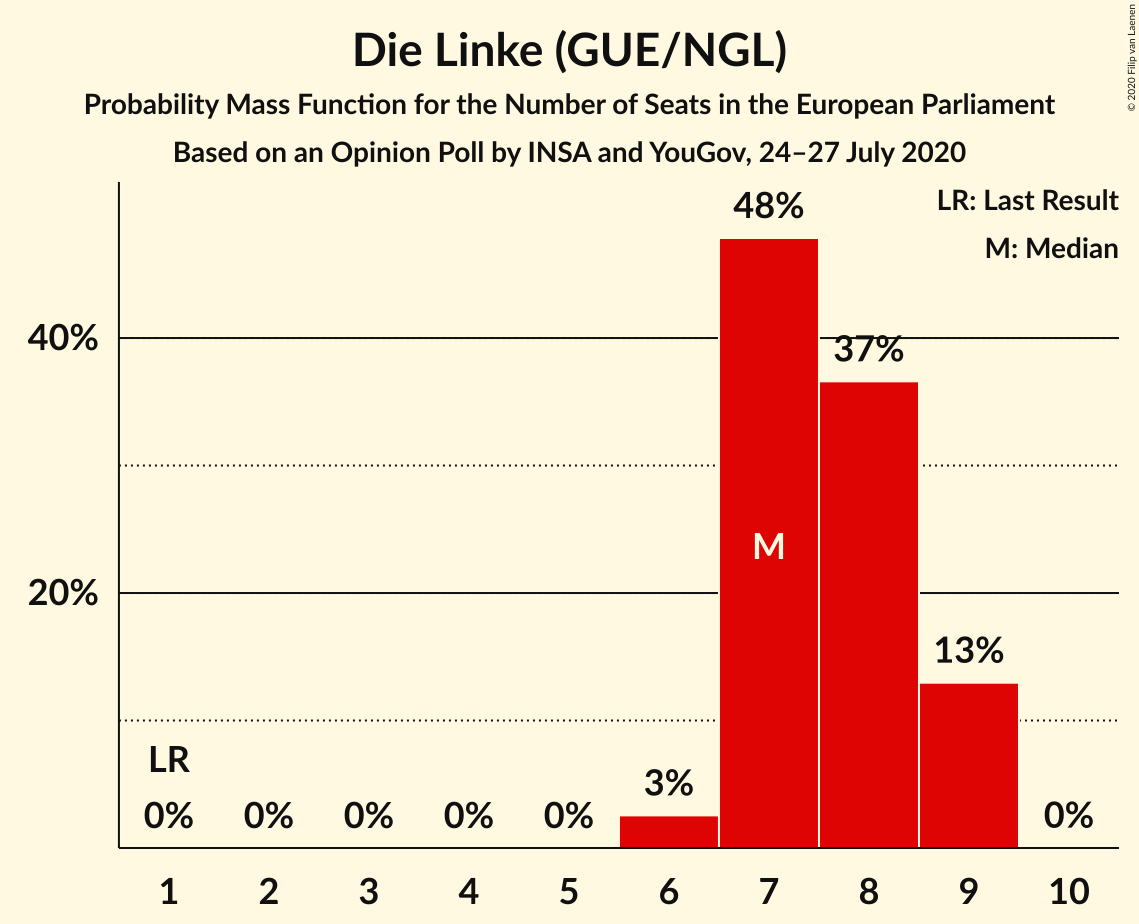 Die Linke (GUE/NGL)
Probability Mass Function for the Number of Seats in the European Parliament
Based on an Opinion Poll by INSA and YouGov, 24–27 July 2020
© 2020 Filip van Laenen
LR: Last Result
M: Median
48%
40%
37%
M
20%
13%
LR
3%
0% 0% 0% 0% 0% 0%
1 2 3 4 5 6 7 8 9 10